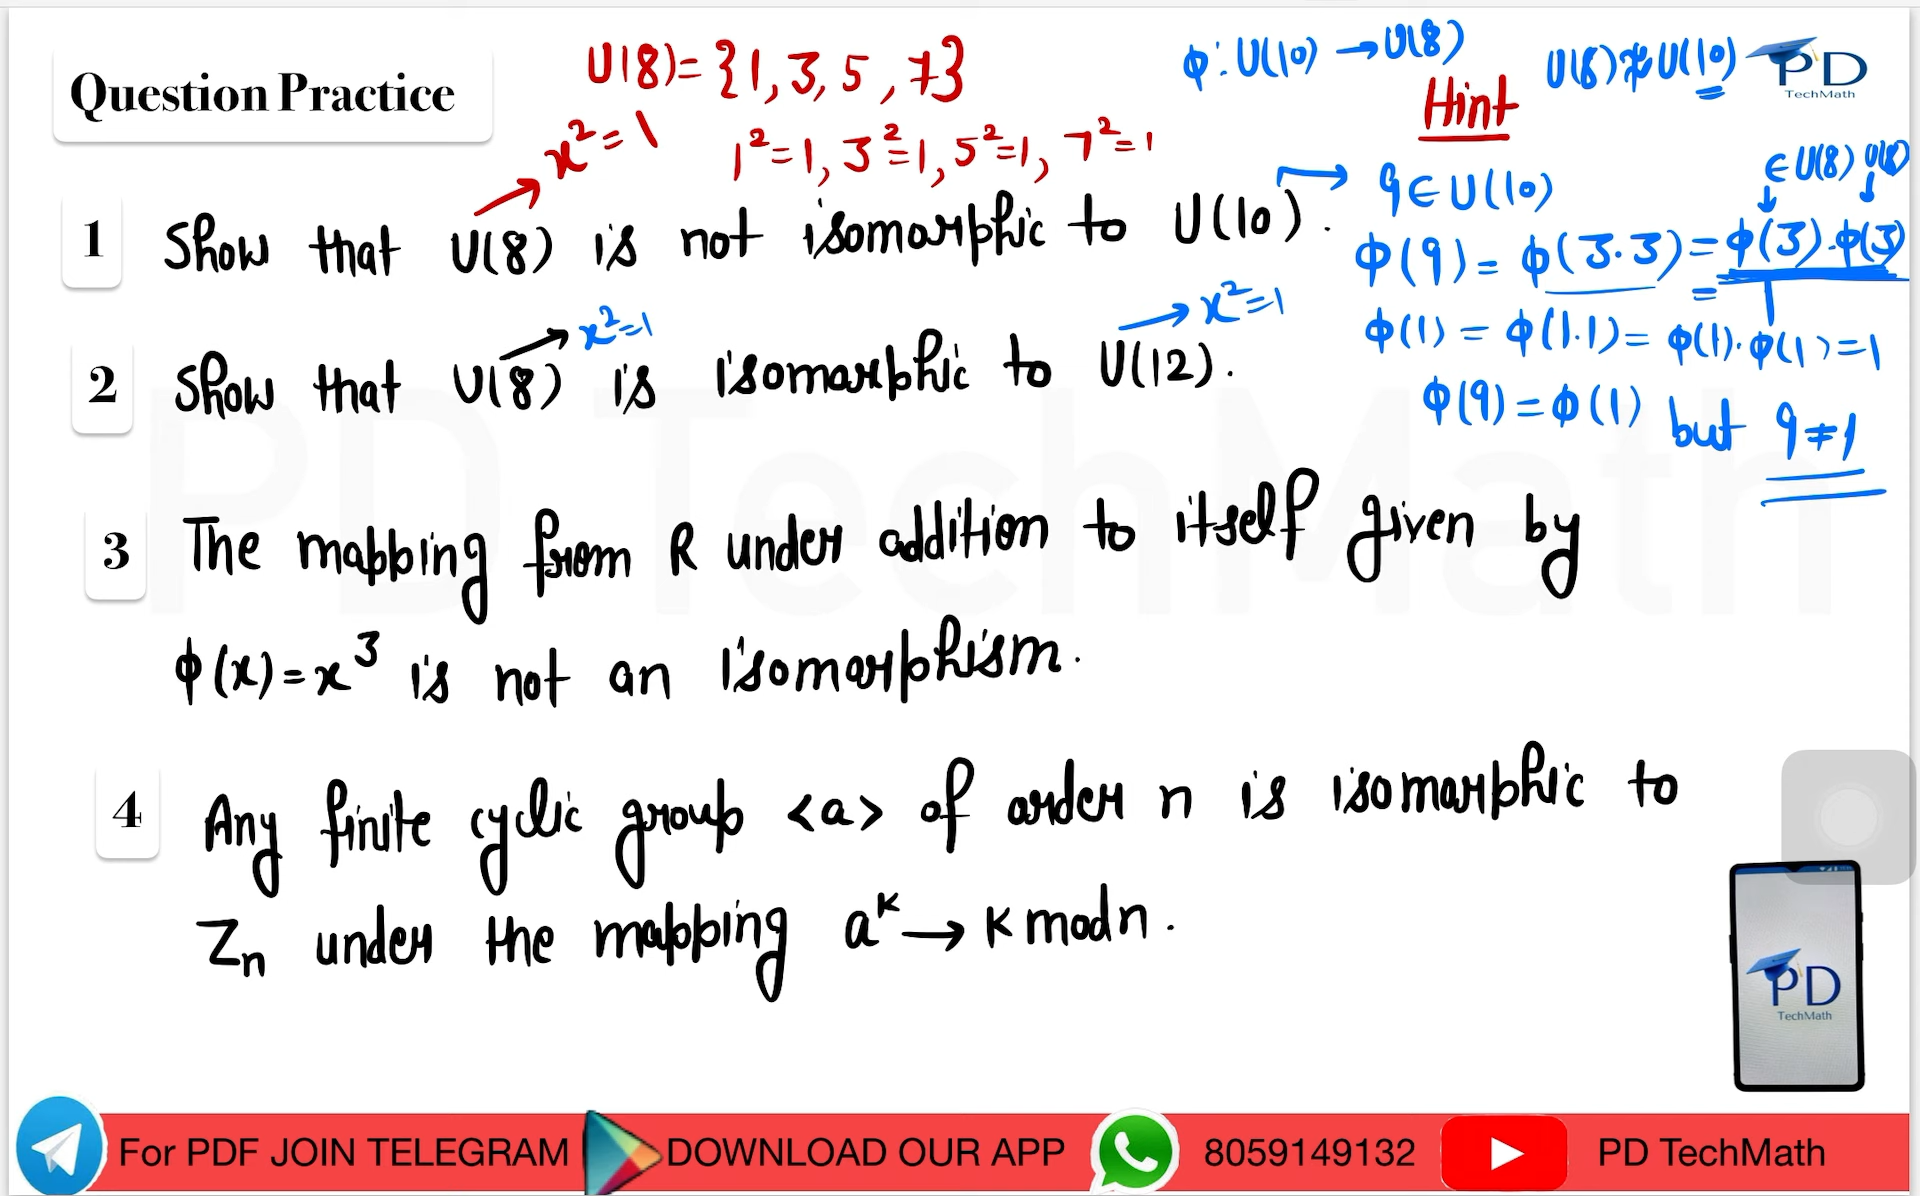 Question Practice
U(8)= {1, 3, 5, 7}
x²=1
1²=1, 3²=1, 5²=1, 7²=1
φ: U(10) → U(8)
U(8)≉U(10)
PD
TechMath
Hint
9∈U(10)
∈U(8) U(8)
φ(9)= φ(3.3)= φ(3).φ(3)
= 1
φ(1) = φ(1.1)= φ(1).φ(1)=1
φ(9)=φ(1) but 9≠1
1 Show that U(8) is not isomorphic to U(10).
x²=1
x²=1
2 Show that U(8) is isomorphic to U(12).
3 The mapping from R under addition to itself given by
φ(x)=x³ is not an isomorphism.
4 Any finite cyclic group <a> of order n is isomorphic to
Zn under the mapping aᵏ→ k mod n.
PD
TechMath
PD TechMath
For PDF JOIN TELEGRAM DOWNLOAD OUR APP 8059149132 PD TechMath